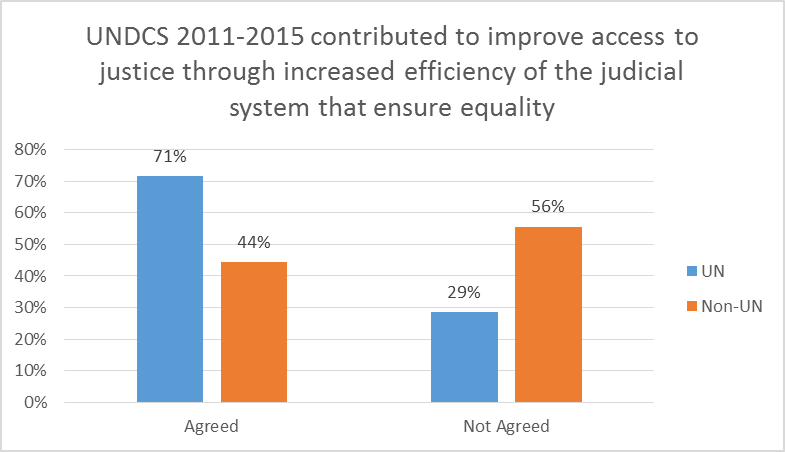 UNDCS 2011-2015 contributed to improve access to
justice through increased efficiency of the judicial
system that ensure equality
80%
70%
60%
50%
40%
30%
20%
10%
0%
71%
44%
29%
56%
Agreed
Not Agreed
UN
Non-UN